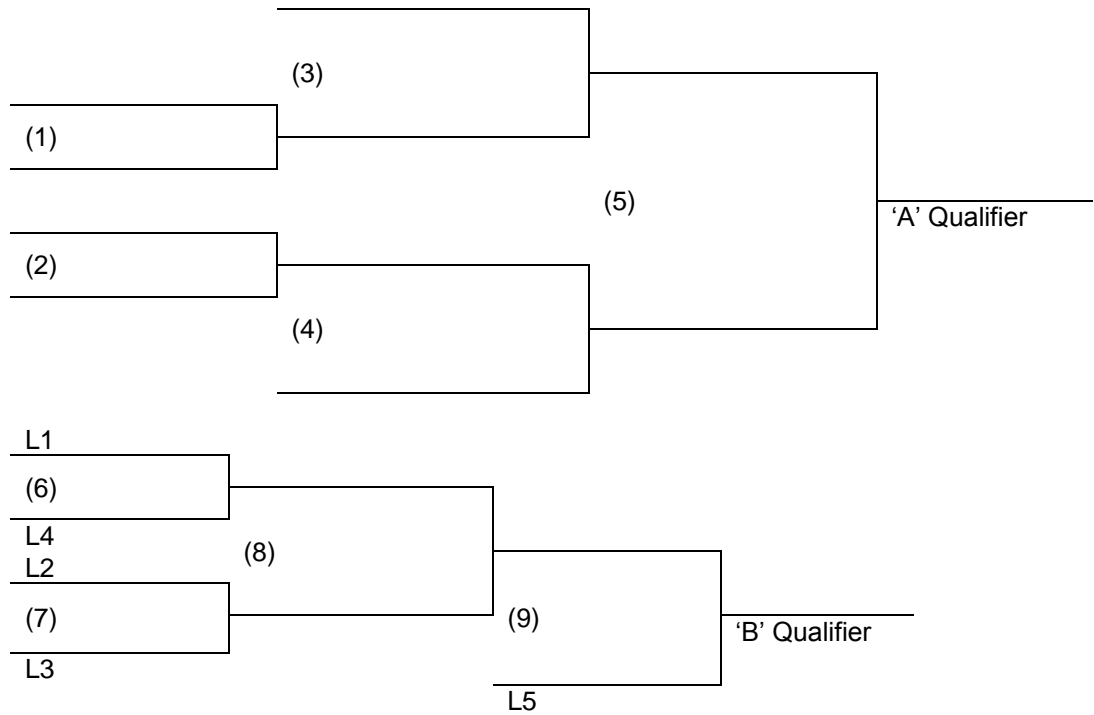 (3)
(1)
(5)
‘A’ Qualifier
(2)
(4)
L1
(6)
L4
(8)
L2
(7)
(9)
‘B’ Qualifier
L3
L5